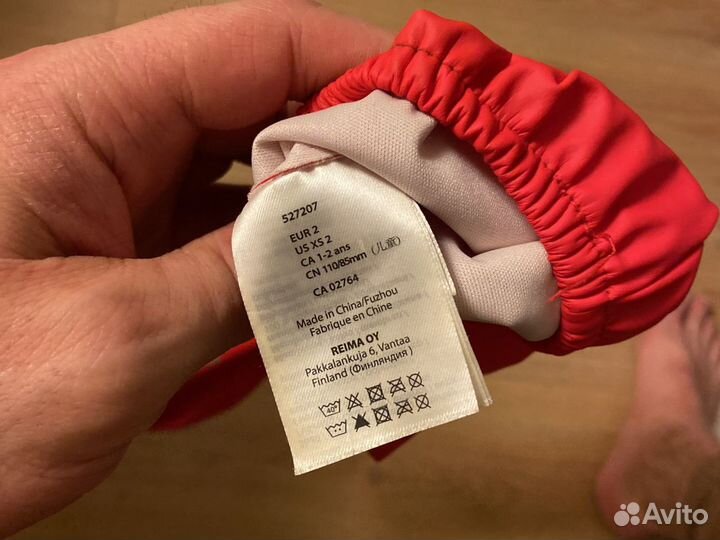 527207
EUR 2
US XS 2
CA 1-2 ans
CN 110/85mm (儿童)
CA 02764
Made in China/Fuzhou
Fabrique en Chine
REIMA OY
Pakkalankuja 6, Vantaa
Finland (Финляндия)
40°
Avito